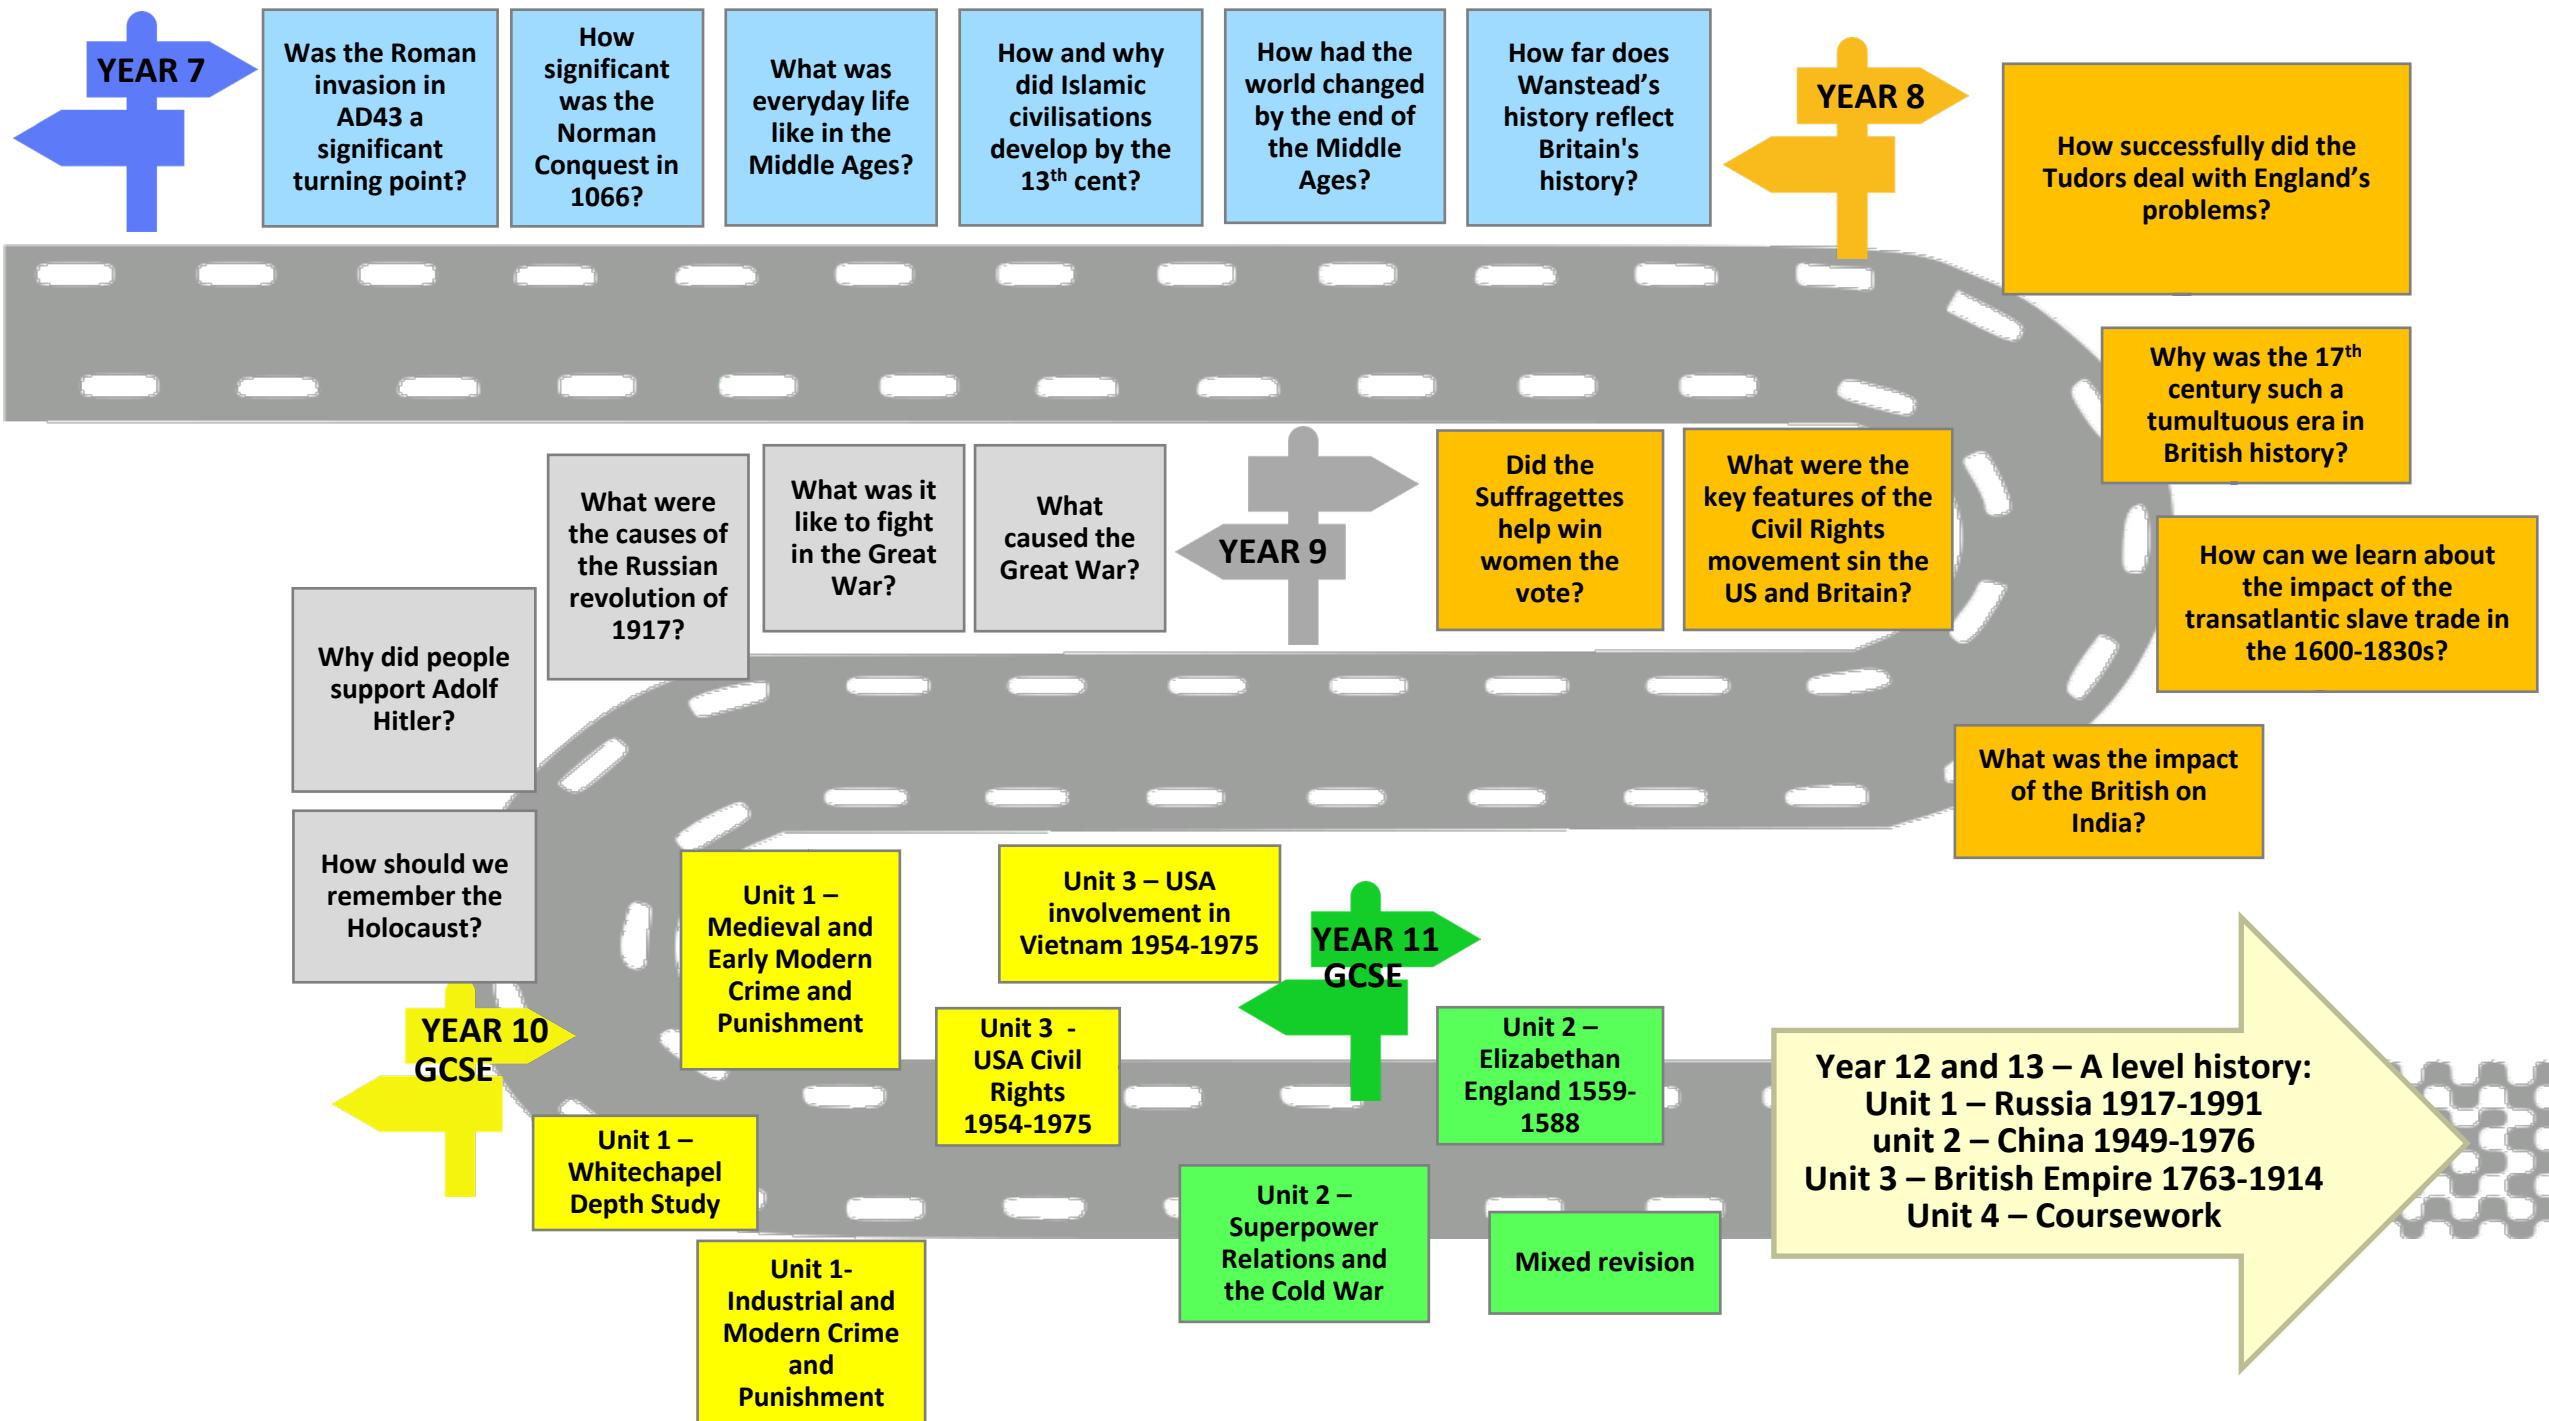 YEAR 7
Was the Roman
invasion in
AD43 a
significant
turning point?
How
significant
was the
Norman
Conquest in
1066?
What was
everyday life
like in the
Middle Ages?
How and why
did Islamic
civilisations
develop by the
13th cent?
How had the
world changed
by the end of
the Middle
Ages?
How far does
Wanstead’s
history reflect
Britain's
history?
YEAR 8
How successfully did the
Tudors deal with England’s
problems?
Why was the 17th
century such a
tumultuous era in
British history?
How can we learn about
the impact of the
transatlantic slave trade in
the 1600-1830s?
What was the impact
of the British on
India?
What were the
key features of the
Civil Rights
movement sin the
US and Britain?
Did the
Suffragettes
help win
women the
vote?
YEAR 9
What
caused the
Great War?
What was it
like to fight
in the Great
War?
What were
the causes of
the Russian
revolution of
1917?
Why did people
support Adolf
Hitler?
How should we
remember the
Holocaust?
YEAR 10
GCSE
Unit 1 –
Medieval and
Early Modern
Crime and
Punishment
Unit 1 –
Whitechapel
Depth Study
Unit 1-
Industrial and
Modern Crime
and
Punishment
Unit 3 -
USA Civil
Rights
1954-1975
Unit 3 – USA
involvement in
Vietnam 1954-1975
YEAR 11
GCSE
Unit 2 –
Superpower
Relations and
the Cold War
Unit 2 –
Elizabethan
England 1559-
1588
Mixed revision
Year 12 and 13 – A level history:
Unit 1 – Russia 1917-1991
unit 2 – China 1949-1976
Unit 3 – British Empire 1763-1914
Unit 4 – Coursework